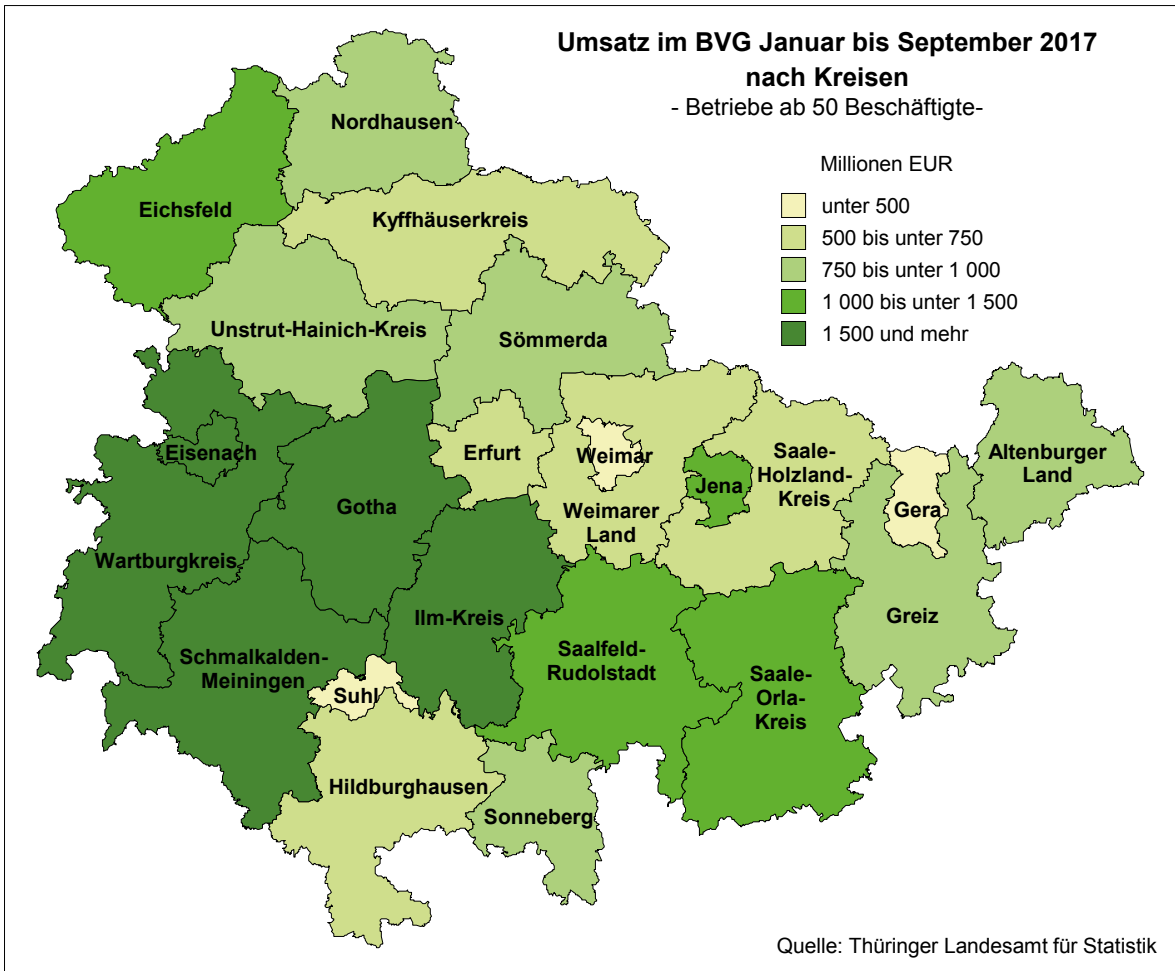 Umsatz im BVG Januar bis September 2017
nach Kreisen
- Betriebe ab 50 Beschäftigte-
Millionen EUR
unter 500
500 bis unter 750
750 bis unter 1 000
1 000 bis unter 1 500
1 500 und mehr
Nordhausen
Eichsfeld
Kyffhäuserkreis
Unstrut-Hainich-Kreis
Sömmerda
Eisenach
Erfurt
Weimar
Saale-
Holzland-
Kreis
Altenburger
Land
Jena
Gotha
Weimarer
Land
Gera
Wartburgkreis
Ilm-Kreis
Greiz
Schmalkalden-
Meiningen
Saalfeld-
Rudolstadt
Saale-
Orla-
Kreis
Suhl
Hildburghausen
Sonneberg
Quelle: Thüringer Landesamt für Statistik